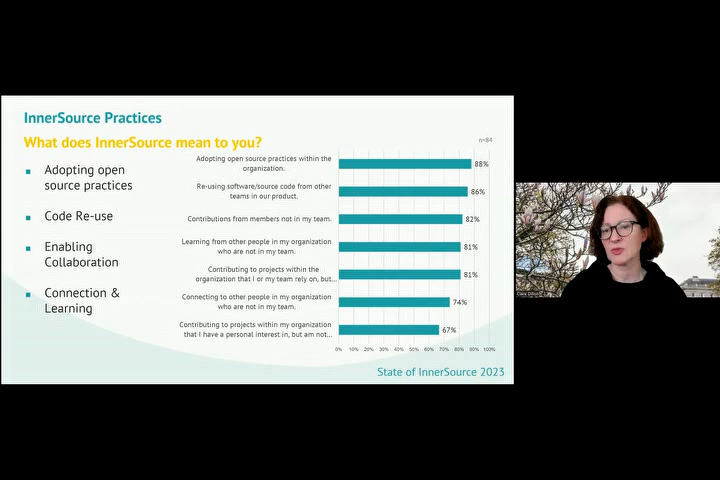 InnerSource Practices
What does InnerSource mean to you?
▪ Adopting open
source practices
▪ Code Re-use
▪ Enabling
Collaboration
▪ Connection &
Learning
n=84
Adopting open source practices within the
organization.
88%
Re-using software/source code from other
teams in our product.
86%
Contributions from members not in my team.
82%
Learning from other people in my organization
who are not in my team.
81%
Contributing to projects within the
organization that I or my team rely on, but...
81%
Connecting to other people in my organization
who are not in my team.
74%
Contributing to projects within my organization
that I have a personal interest in, but am not...
67%
0% 10% 20% 30% 40% 50% 60% 70% 80% 90% 100%
State of InnerSource 2023